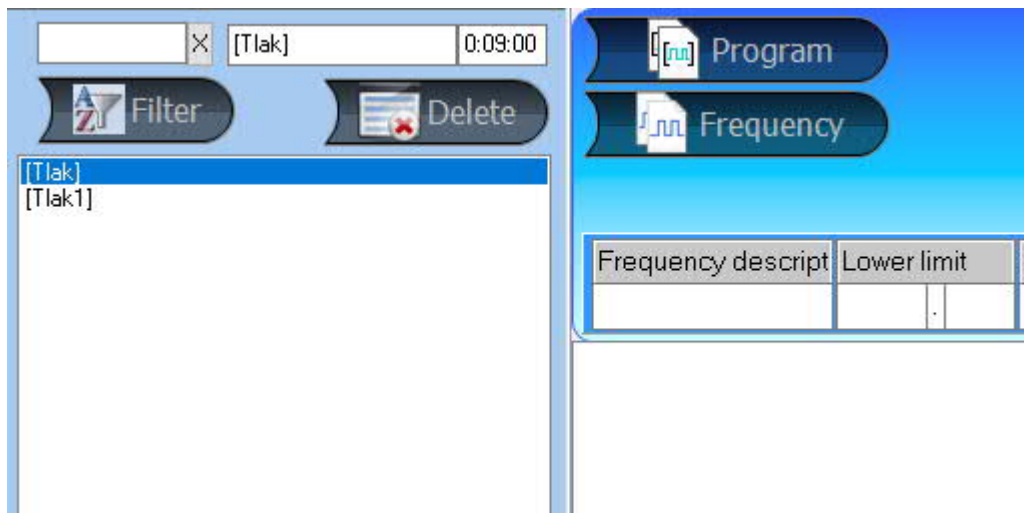 X [Tlak] 0:09:00
Filter Delete
[Tlak]
[Tlak1]
Program
Frequency
Frequency descript Lower limit
.